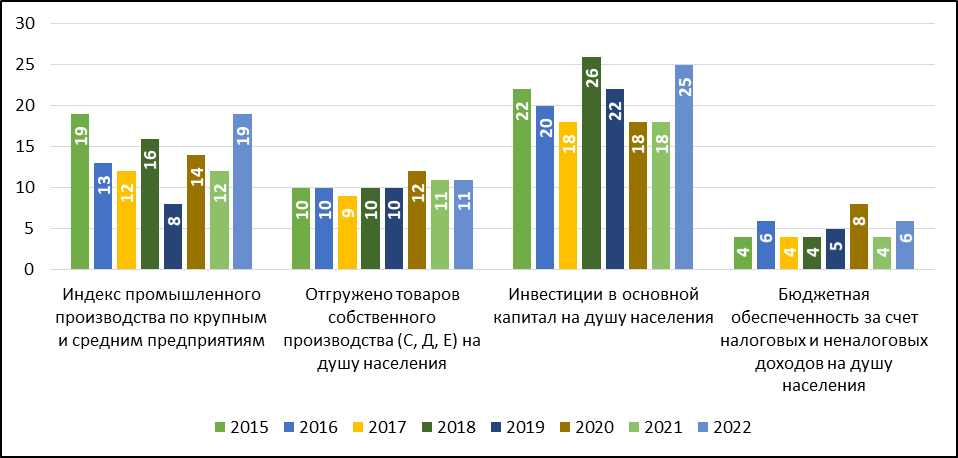 30
25
20
15
10
5
0
19
13
12
16
8
14
12
19
10
10
9
10
10
12
11
11
22
20
18
26
22
18
18
25
4
6
4
4
5
8
4
6
Индекс промышленного
производства по крупным
и средним предприятиям
Отгружено товаров
собственного
производства (С, Д, Е) на
душу населения
Инвестиции в основной
капитал на душу населения
Бюджетная
обеспеченность за счет
налоговых и неналоговых
доходов на душу
населения
2015 2016 2017 2018 2019 2020 2021 2022